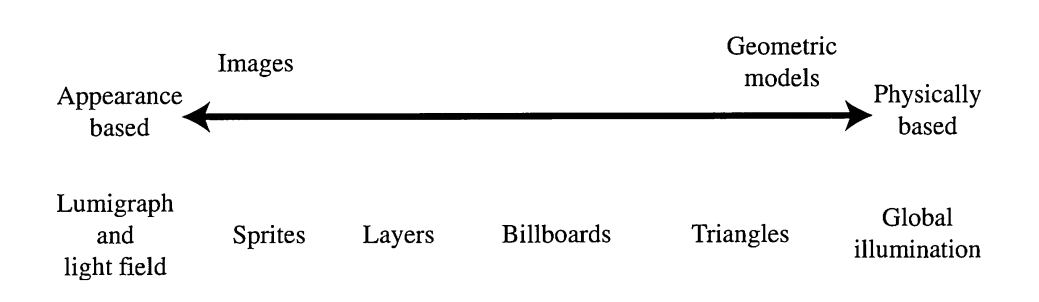 Images
Geometric
models
Appearance
based
Physically
based
Lumigraph
and
light field
Sprites
Layers
Billboards
Triangles
Global
illumination